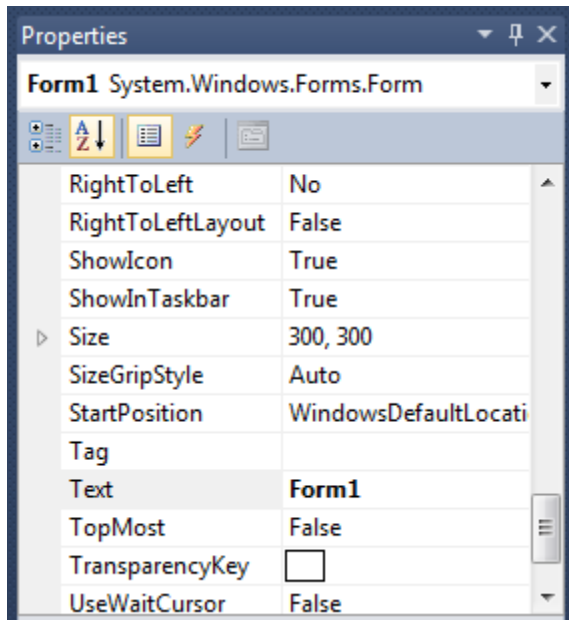 Properties
Form1 System.Windows.Forms.Form
A
Z
RightToLeft No
RightToLeftLayout False
ShowIcon True
ShowInTaskbar True
Size 300, 300
SizeGripStyle Auto
StartPosition WindowsDefaultLocati
Tag
Text Form1
TopMost False
TransparencyKey
UseWaitCursor False